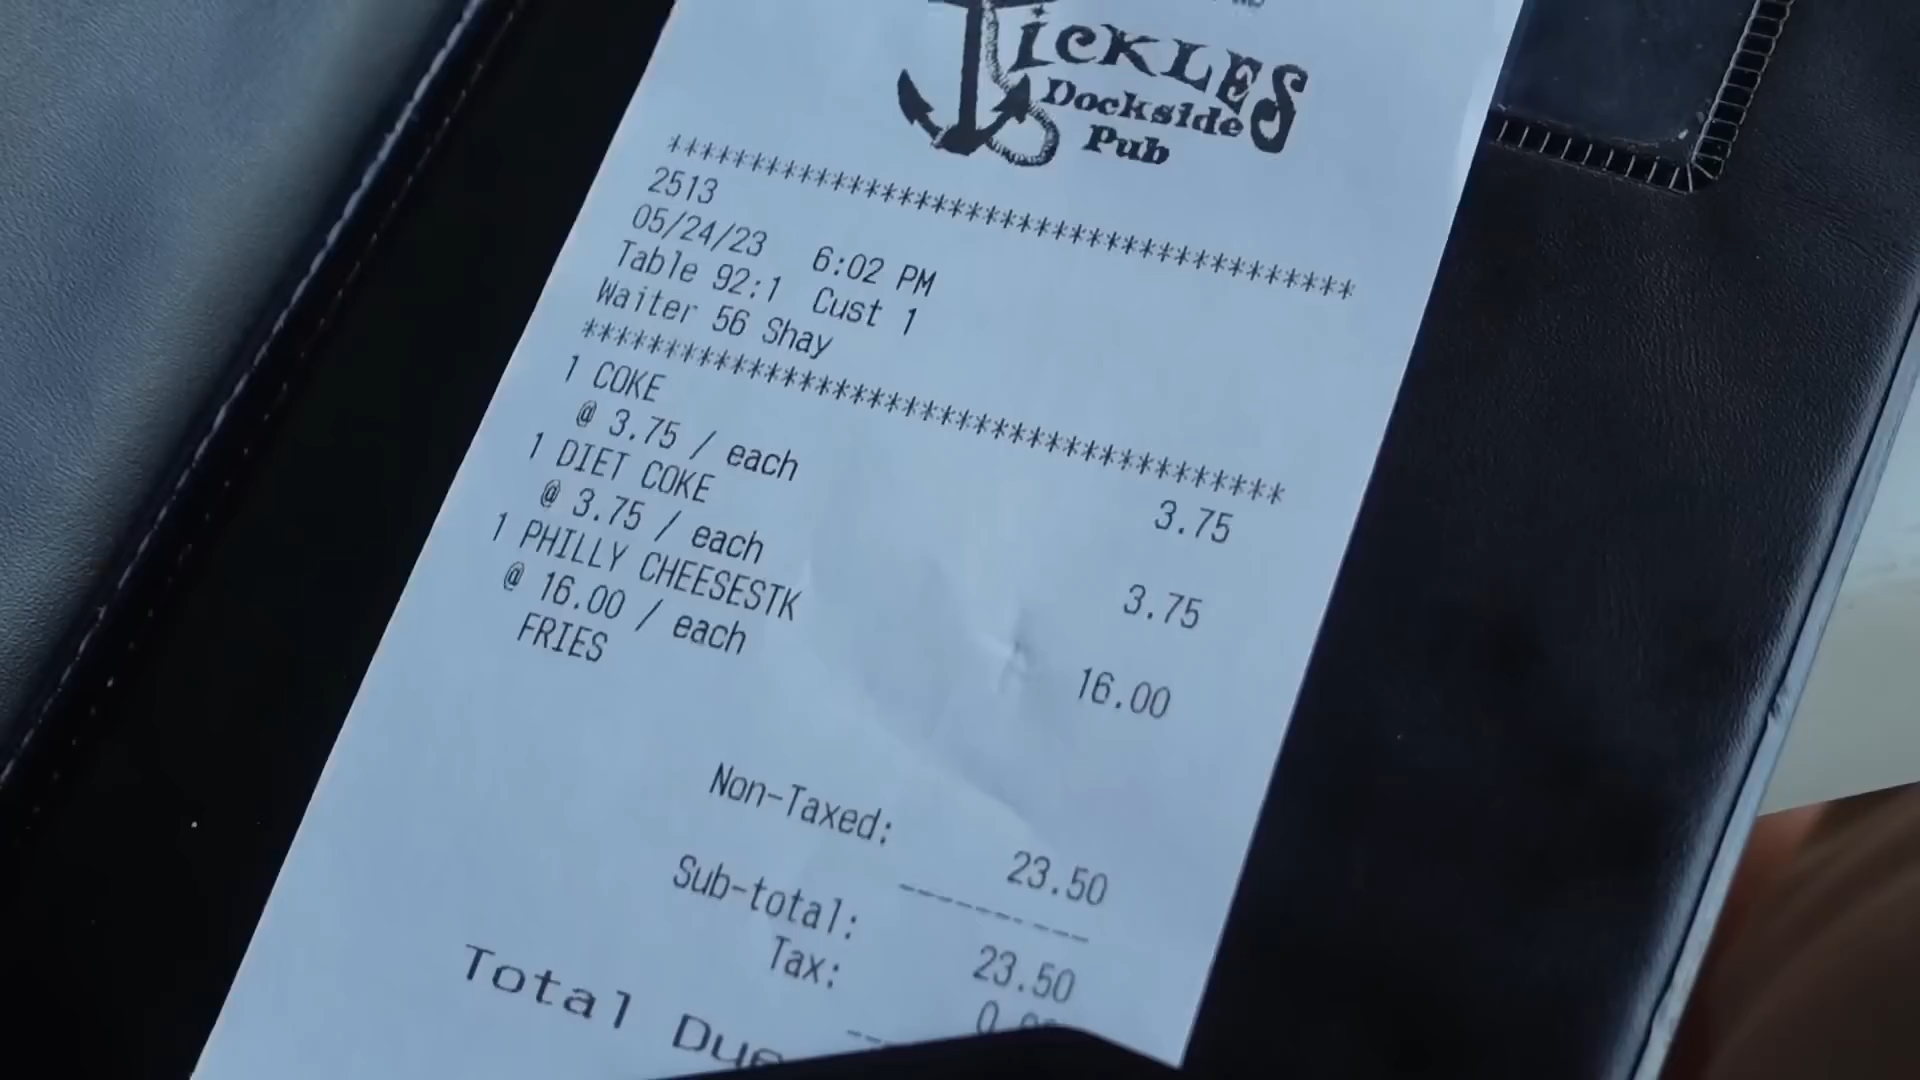 TICKLES
Dockside
Pub
****************************************
2513
05/24/23 6:02 PM
Table 92:1 Cust 1
Waiter 56 Shay
****************************************
1 COKE
@ 3.75 / each 3.75
1 DIET COKE
@ 3.75 / each 3.75
1 PHILLY CHEESESTK
@ 16.00 / each 16.00
FRIES
Non-Taxed: 23.50
Sub-total: 23.50
Tax:
Total Due